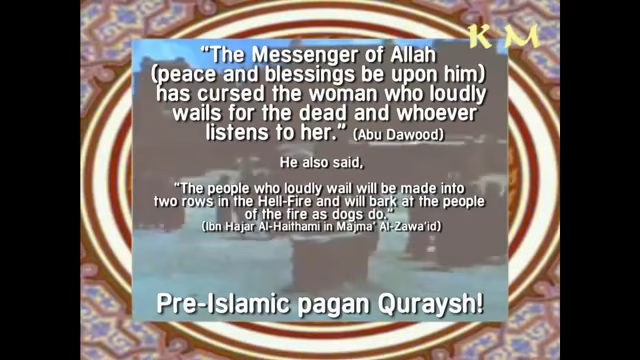 K M
"The Messenger of Allah
(peace and blessings be upon him)
has cursed the woman who loudly
wails for the dead and whoever
listens to her." (Abu Dawood)
He also said,
"The people who loudly wail will be made into
two rows in the Hell-Fire and will bark at the people
of the fire as dogs do."
(Ibn Hajar Al-Haithami in Majma' Al-Zawa'id)
Pre-Islamic pagan Quraysh!